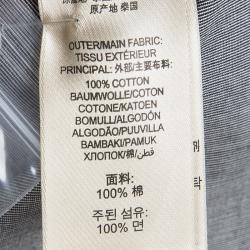 原产地 泰国
OUTER/MAIN FABRIC:
TISSU EXTÉRIEUR
PRINCIPAL: 外部/主要布料:
100% COTTON
BAUMWOLLE/COTON
COTONE/KATOEN
BOMULL/ALGODÓN
ALGODÃO/PUUVILLA
BAMBAKI/PAMUK
ХЛОПОК/قطن
面料:
100% 棉
주된 섬유:
100% 면